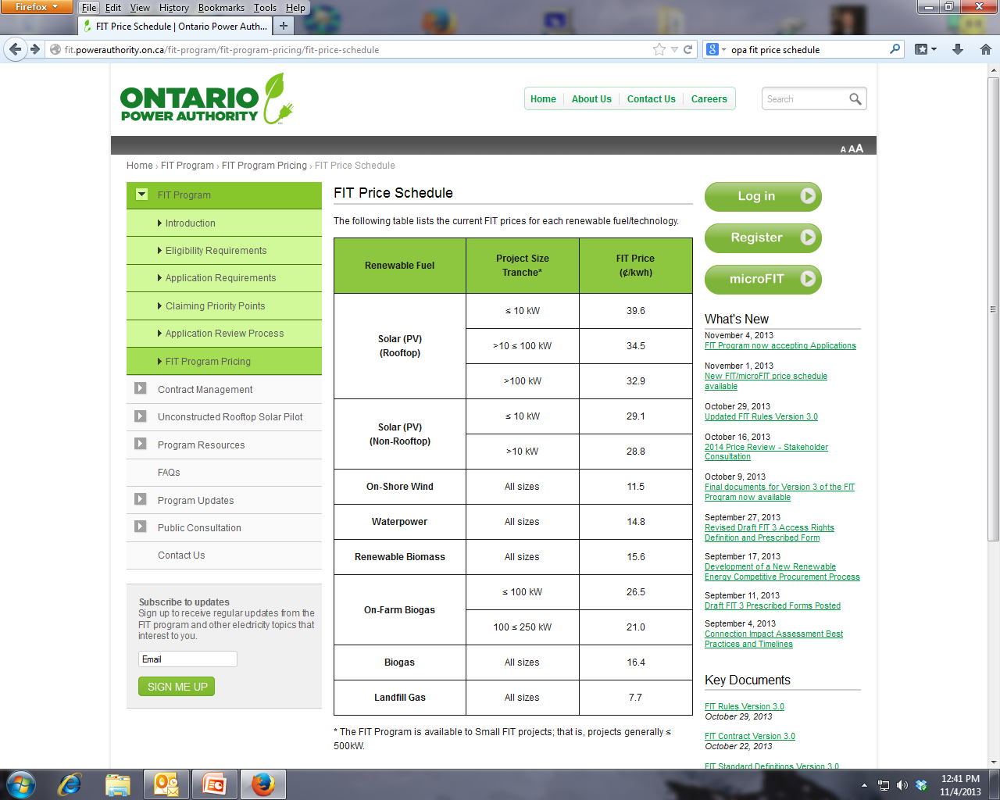 Firefox
File Edit View History Bookmarks Tools Help
FIT Price Schedule | Ontario Power Auth...
fit.powerauthority.on.ca/fit-program/fit-program-pricing/fit-price-schedule
opa fit price schedule
ONTARIO
POWER AUTHORITY
Home About Us Contact Us Careers
Search
A AA
Home › FIT Program › FIT Program Pricing › FIT Price Schedule
FIT Program
Introduction
Eligibility Requirements
Application Requirements
Claiming Priority Points
Application Review Process
FIT Program Pricing
Contract Management
Unconstructed Rooftop Solar Pilot
Program Resources
FAQs
Program Updates
Public Consultation
Contact Us
Subscribe to updates
Sign up to receive regular updates from the
FIT program and other electricity topics that
interest to you.
Email
SIGN ME UP
FIT Price Schedule
The following table lists the current FIT prices for each renewable fuel/technology.
Renewable Fuel
Project Size
Tranche*
FIT Price
(¢/kwh)
Solar (PV)
(Rooftop)
≤ 10 kW 39.6
>10 ≤ 100 kW 34.5
>100 kW 32.9
Solar (PV)
(Non-Rooftop)
≤ 10 kW 29.1
>10 kW 28.8
On-Shore Wind All sizes 11.5
Waterpower All sizes 14.8
Renewable Biomass All sizes 15.6
On-Farm Biogas
≤ 100 kW 26.5
100 ≤ 250 kW 21.0
Biogas All sizes 16.4
Landfill Gas All sizes 7.7
* The FIT Program is available to Small FIT projects; that is, projects generally ≤
500kW.
Log in
Register
microFIT
What's New
November 4, 2013
FIT Program now accepting Applications
November 1, 2013
New FIT/microFIT price schedule
available
October 29, 2013
Updated FIT Rules Version 3.0
October 16, 2013
2014 Price Review - Stakeholder
Consultation
October 9, 2013
Final documents for Version 3 of the FIT
Program now available
September 27, 2013
Revised Draft FIT 3 Access Rights
Definition and Prescribed Form
September 17, 2013
Development of a New Renewable
Energy Competitive Procurement Process
September 11, 2013
Draft FIT 3 Prescribed Forms Posted
September 4, 2013
Connection Impact Assessment Best
Practices and Timelines
Key Documents
FIT Rules Version 3.0
October 29, 2013
FIT Contract Version 3.0
October 22, 2013
FIT Standard Definitions Version 3.0
12:41 PM
11/4/2013